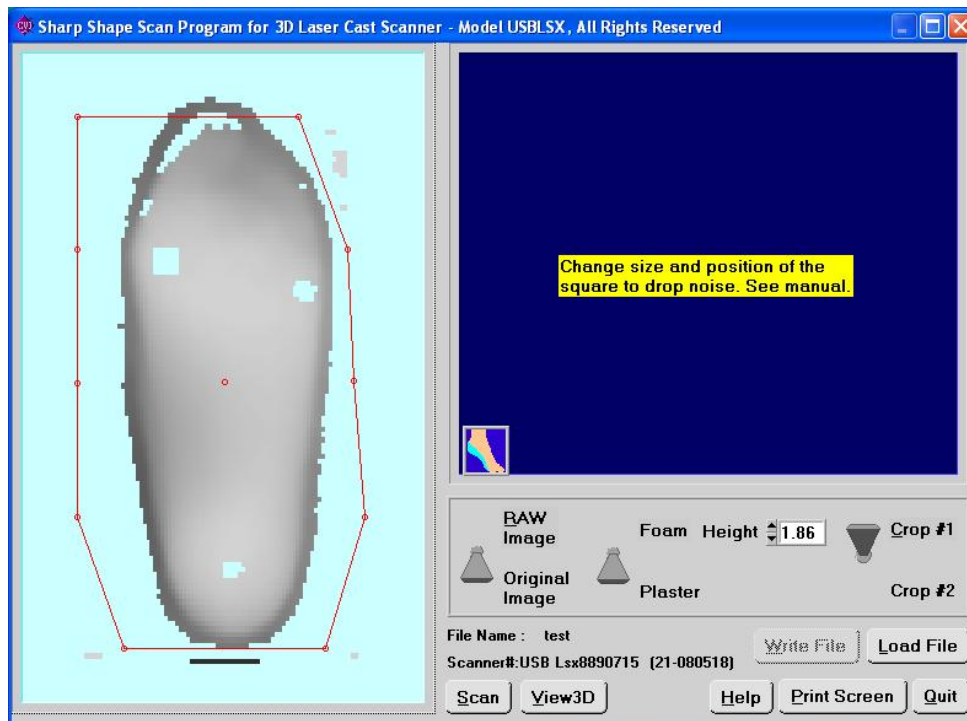 Sharp Shape Scan Program for 3D Laser Cast Scanner - Model USBLSX, All Rights Reserved
Change size and position of the
square to drop noise. See manual.
RAW
Image
Original
Image
Foam
Plaster
Height
1.86
Crop #1
Crop #2
File Name : test
Scanner#:USB Lsx8890715 (21-080518)
Write File
Load File
Scan
View3D
Help
Print Screen
Quit